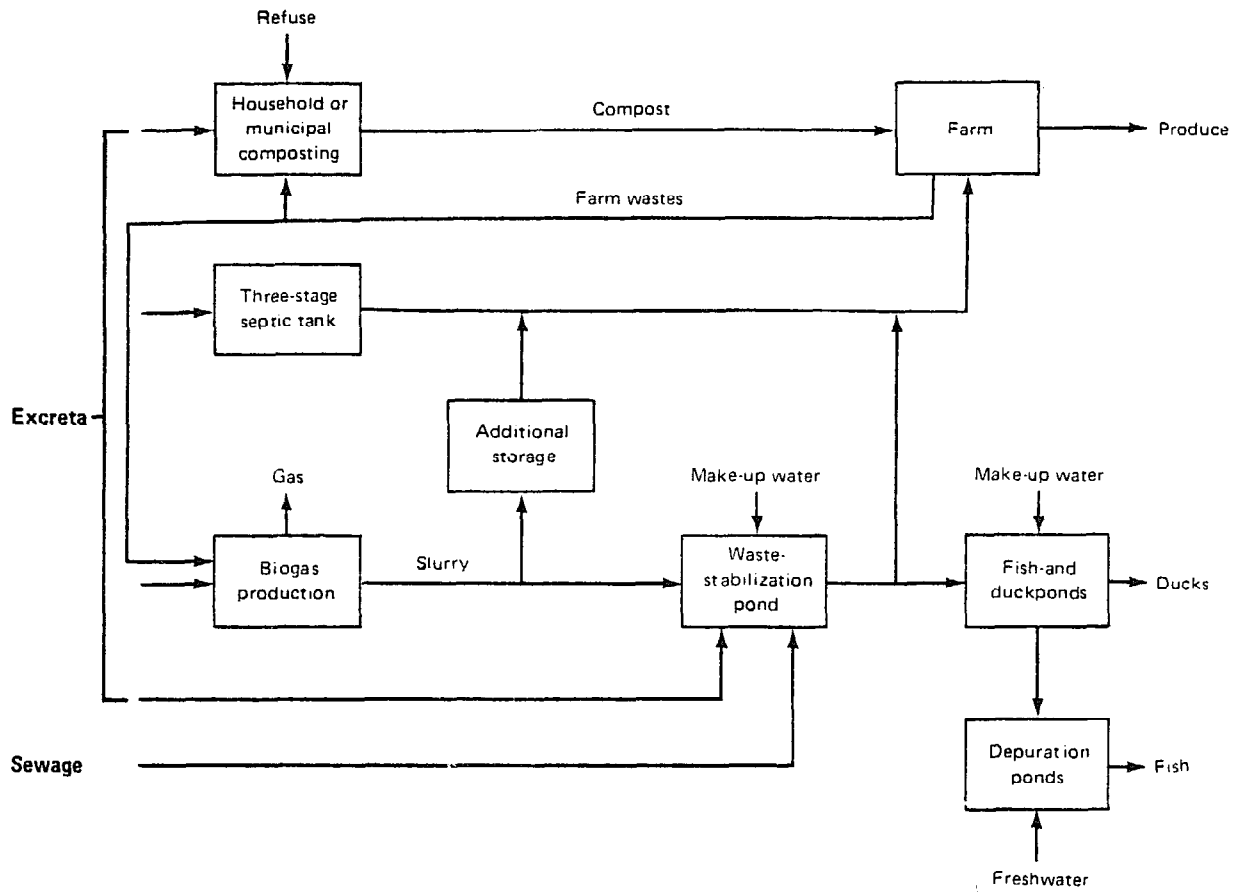 Refuse
Household or
municipal
composting
Compost
Farm
Produce
Farm wastes
Three-stage
septic tank
Excreta
Additional
storage
Gas
Make-up water
Make-up water
Biogas
production
Slurry
Waste-
stabilization
pond
Fish-and
duckponds
Ducks
Sewage
Depuration
ponds
Fish
Freshwater